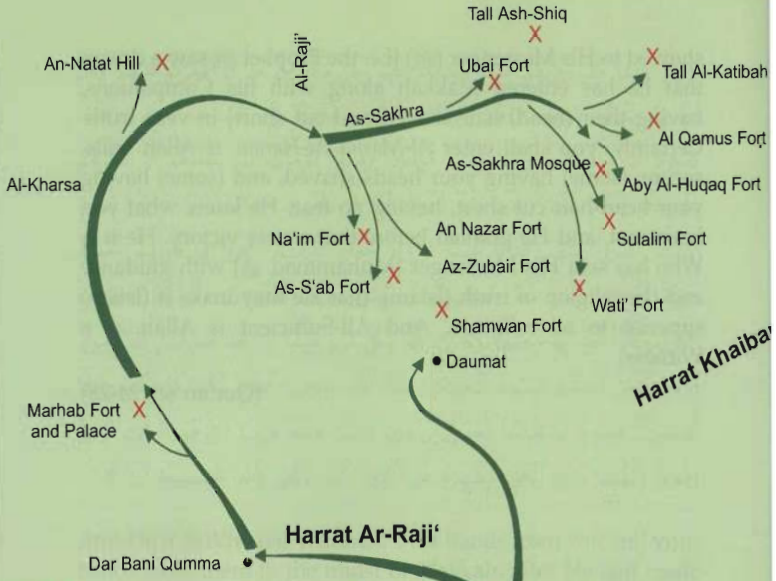 Tall Ash-Shiq
An-Natat Hill
Al-Raji'
Ubai Fort
Tall Al-Katibah
As-Sakhra
Al Qamus Fort
As-Sakhra Mosque
Al-Kharsa
Aby Al-Huqaq Fort
Na'im Fort
An Nazar Fort
Sulalim Fort
Az-Zubair Fort
As-S'ab Fort
Wati' Fort
Shamwan Fort
Daumat
Harrat Khaibar
Marhab Fort
and Palace
Harrat Ar-Raji‘
Dar Bani Qumma